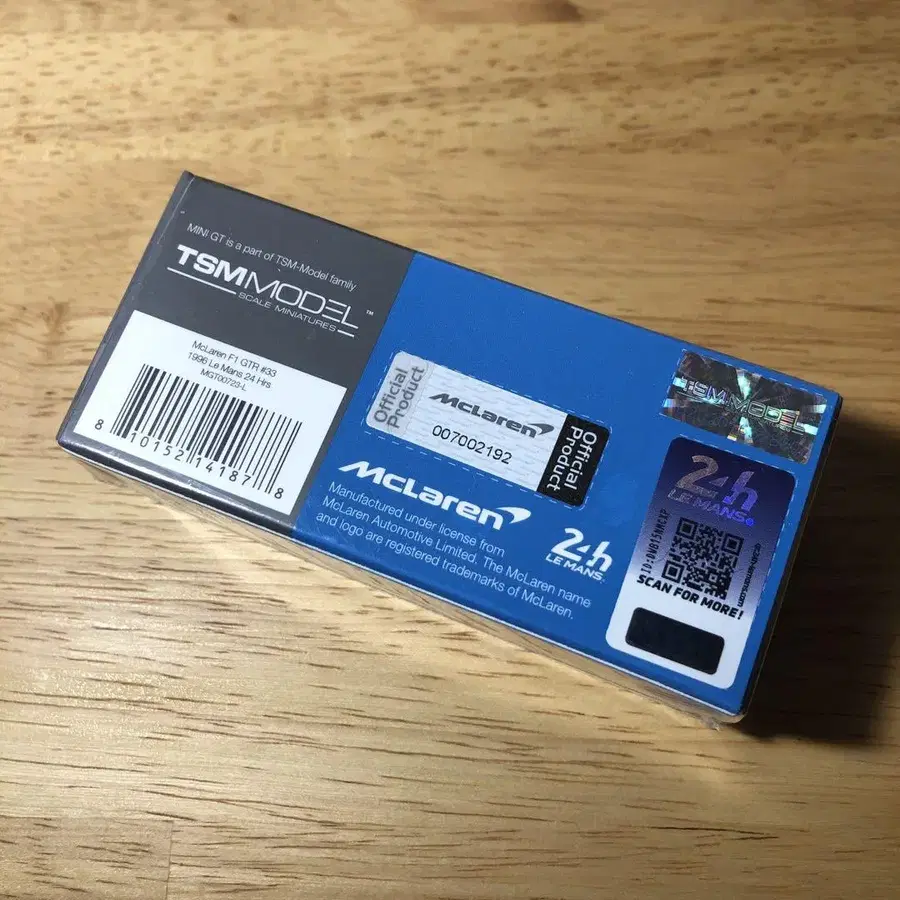 MINI GT is a part of TSM-Model family
TSMMODEL™
SCALE MINIATURES
McLaren F1 GTR #33
1996 Le Mans 24 Hrs
MGT00723-L
8 10152 14187 8
Official
Product
McLaren
007002192
Official
Product
McLaren
Manufactured under license from
McLaren Automotive Limited. The McLaren name
and logo are registered trademarks of McLaren.
24h
LE MANS
TSMMODEL
24h
LE MANS
SCAN FOR MORE!